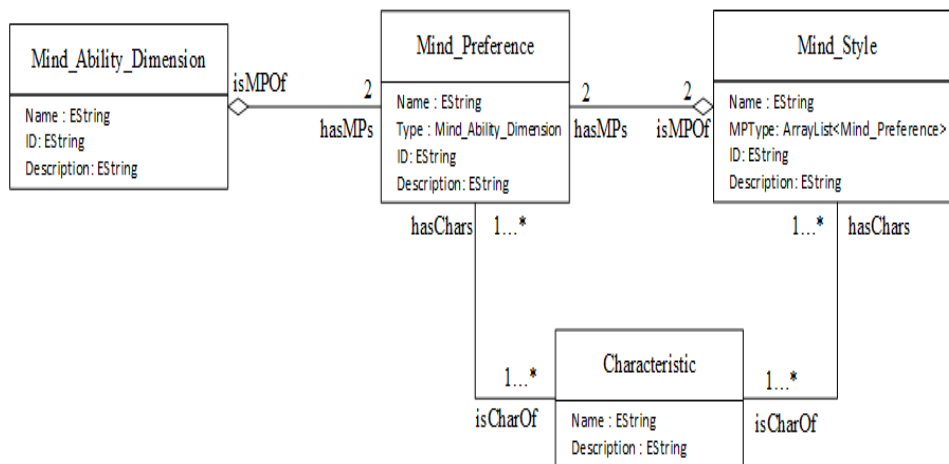 Mind_Ability_Dimension
Name : EString
ID: EString
Description: EString
isMPOf
2
hasMPs
Mind_Preference
Name : EString
Type : Mind_Ability_Dimension
ID: EString
Description: EString
2
hasMPs
2
isMPOf
Mind_Style
Name : EString
MPType: ArrayList<Mind_Preference>
ID: EString
Description: EString
hasChars
1...*
1...*
hasChars
Characteristic
Name : EString
Description : EString
1...*
isCharOf
1...*
isCharOf